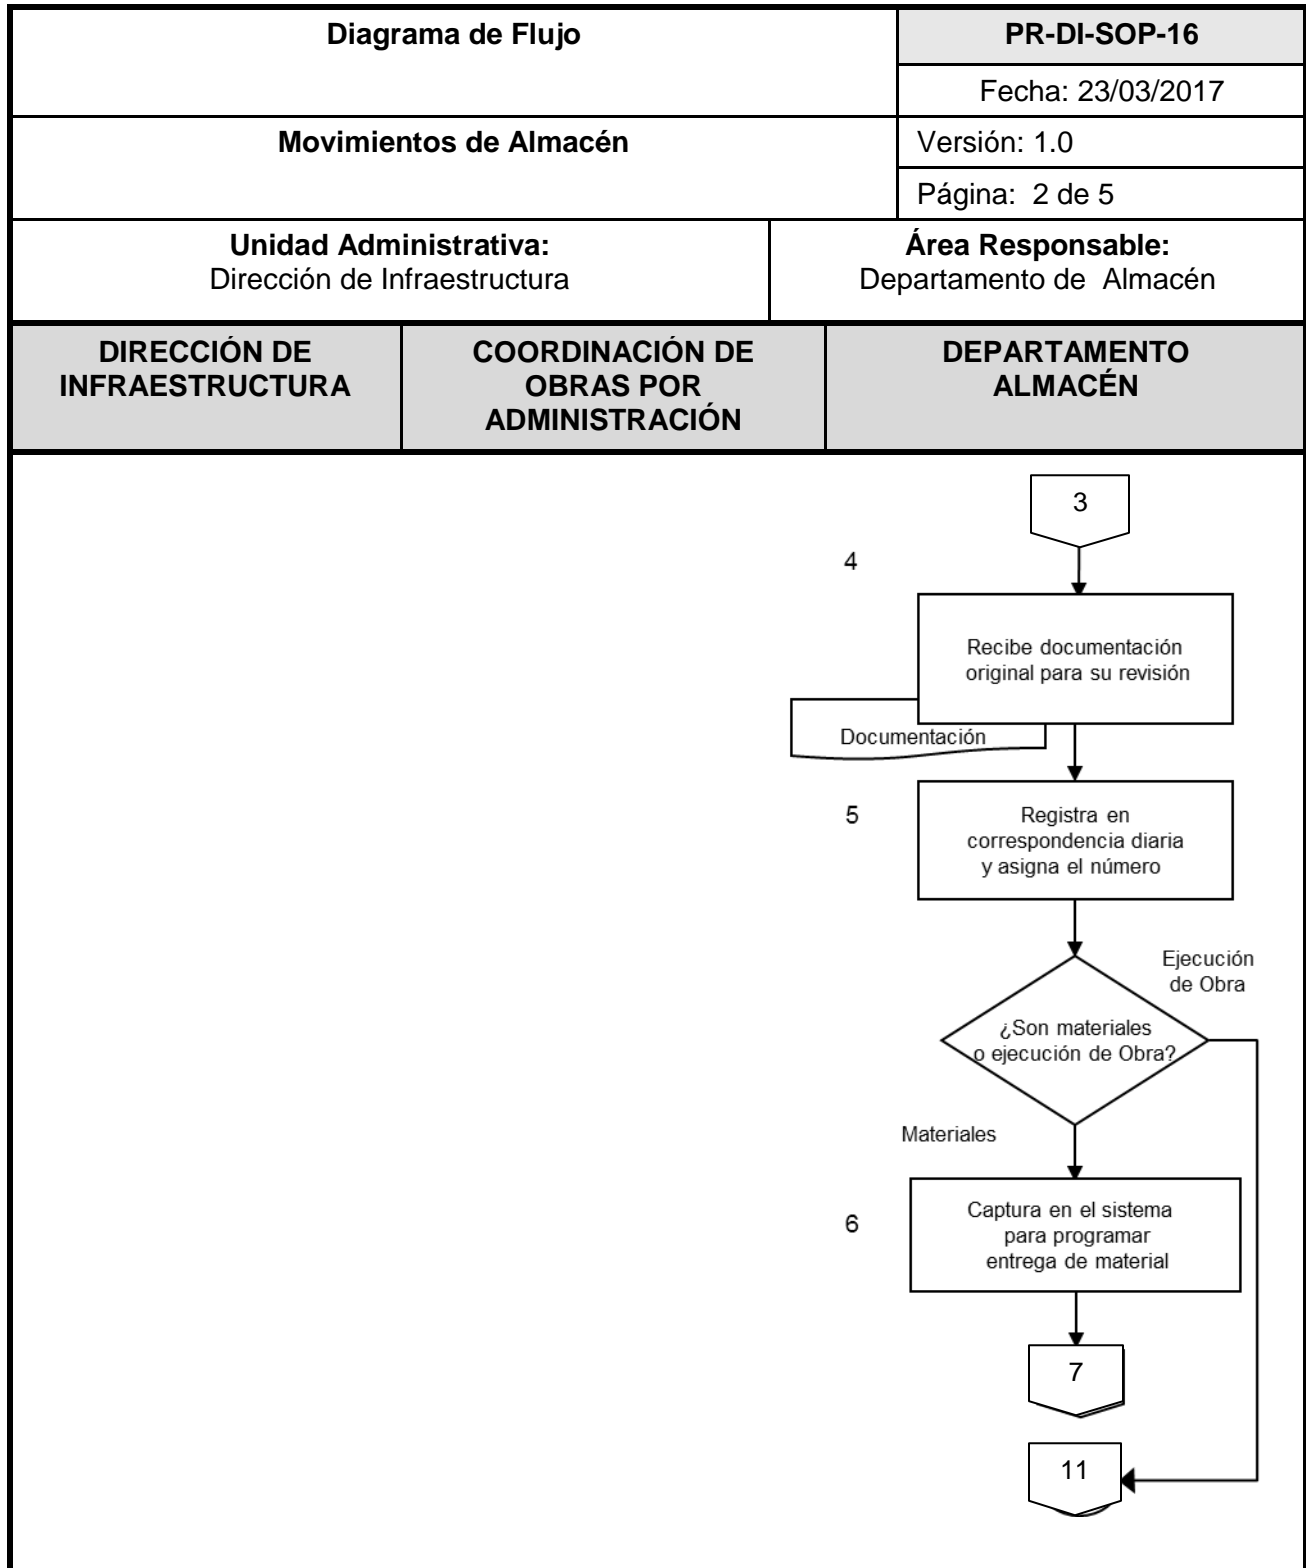 Diagrama de Flujo
PR-DI-SOP-16
Fecha: 23/03/2017
Movimientos de Almacén
Versión: 1.0
Página: 2 de 5
Unidad Administrativa:
Dirección de Infraestructura
Área Responsable:
Departamento de Almacén
DIRECCIÓN DE
INFRAESTRUCTURA
COORDINACIÓN DE
OBRAS POR
ADMINISTRACIÓN
DEPARTAMENTO
ALMACÉN
3
4
Recibe documentación
original para su revisión
Documentación
5
Registra en
correspondencia diaria
y asigna el número
Ejecución
de Obra
¿Son materiales
o ejecución de Obra?
Materiales
6
Captura en el sistema
para programar
entrega de material
7
11